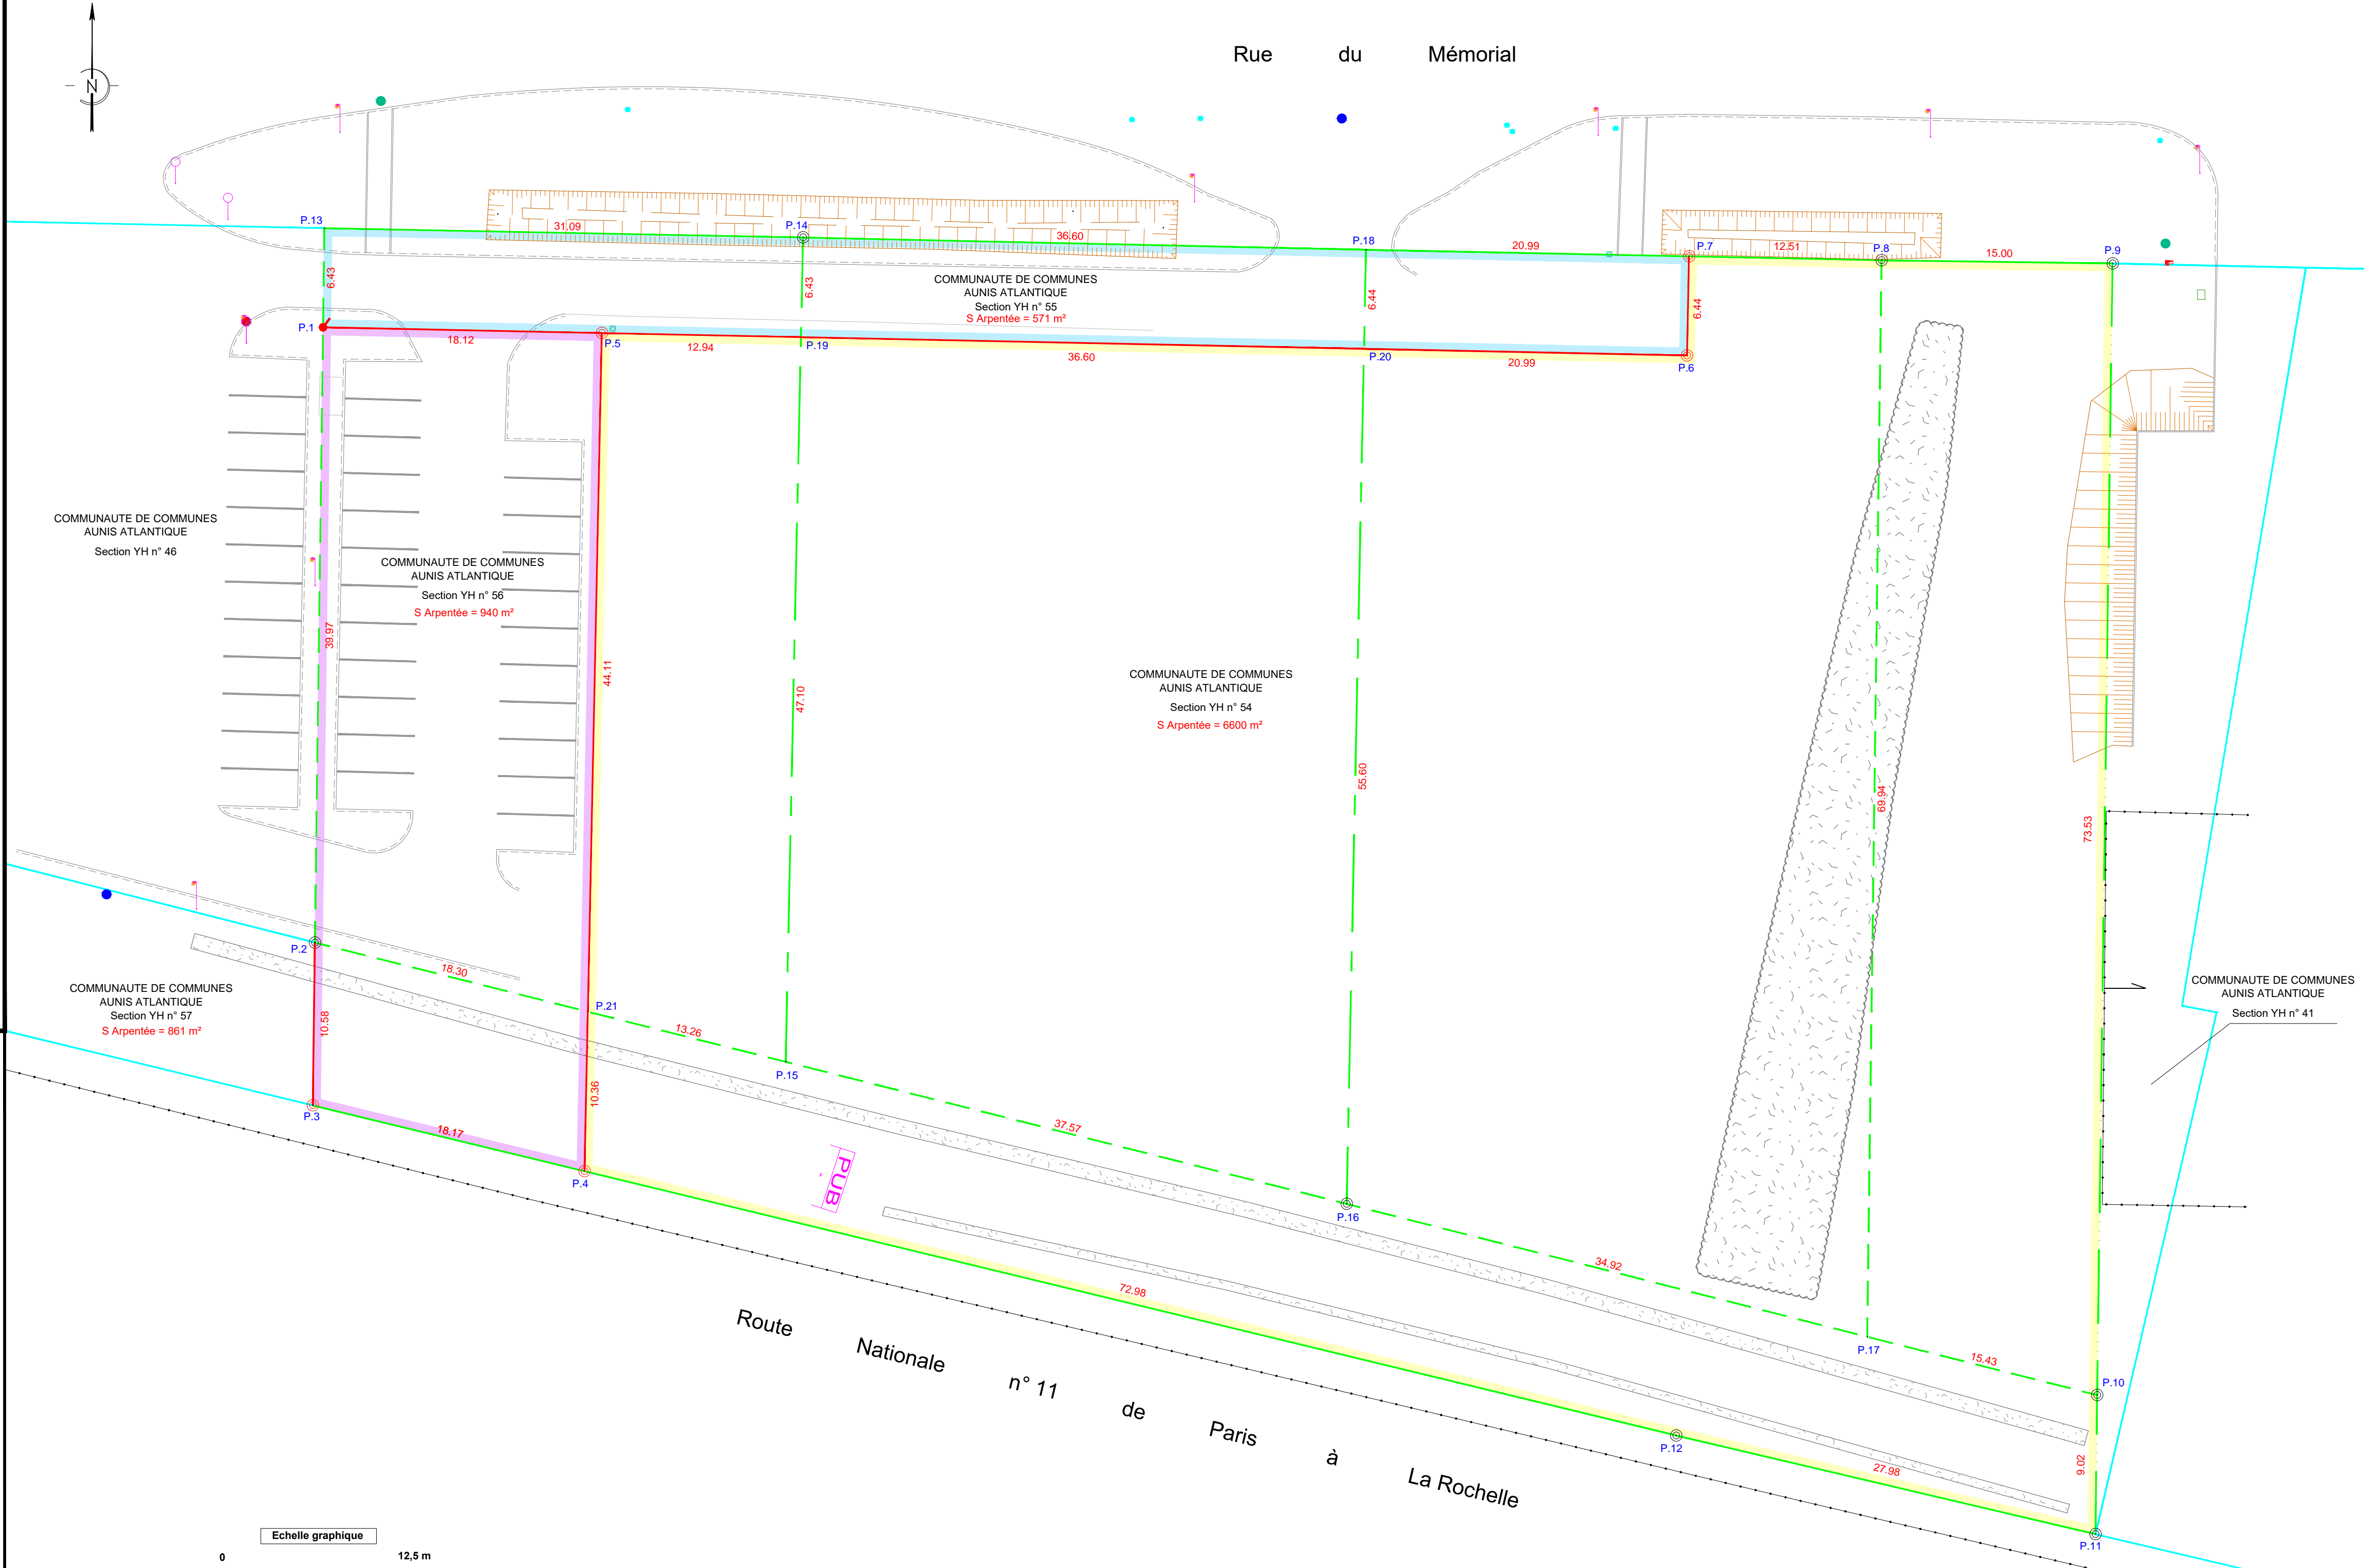 Rue du Mémorial
N
P.13
31.09
P.14
36.60
P.18
20.99
P.7
12.51
P.8
15.00
P.9
6.43
6.43
COMMUNAUTE DE COMMUNES
AUNIS ATLANTIQUE
Section YH n° 55
S Arpentée = 571 m²
6.44
6.44
P.1
18.12
P.5
12.94
P.19
36.60
P.20
20.99
P.6
COMMUNAUTE DE COMMUNES
AUNIS ATLANTIQUE
Section YH n° 46
COMMUNAUTE DE COMMUNES
AUNIS ATLANTIQUE
Section YH n° 56
S Arpentée = 940 m²
39.97
44.11
47.10
COMMUNAUTE DE COMMUNES
AUNIS ATLANTIQUE
Section YH n° 54
S Arpentée = 6600 m²
55.60
69.94
73.53
P.2
18.30
COMMUNAUTE DE COMMUNES
AUNIS ATLANTIQUE
Section YH n° 57
S Arpentée = 861 m²
10.58
P.21
13.26
P.15
COMMUNAUTE DE COMMUNES
AUNIS ATLANTIQUE
Section YH n° 41
P.3
18.17
10.36
P.4
PUB
37.57
P.16
34.92
P.17
15.43
P.10
72.98
P.12
27.98
9.02
P.11
Route Nationale n° 11 de Paris à La Rochelle
Echelle graphique
0 12,5 m